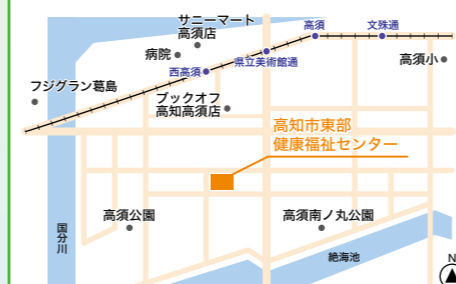 サニーマート
高須店
高須
文殊通
病院
県立美術館通
高須小
西高須
フジグラン葛島
ブックオフ
高知高須店
高知市東部
健康福祉センター
高須公園
高須南ノ丸公園
国分川
絶海池
N